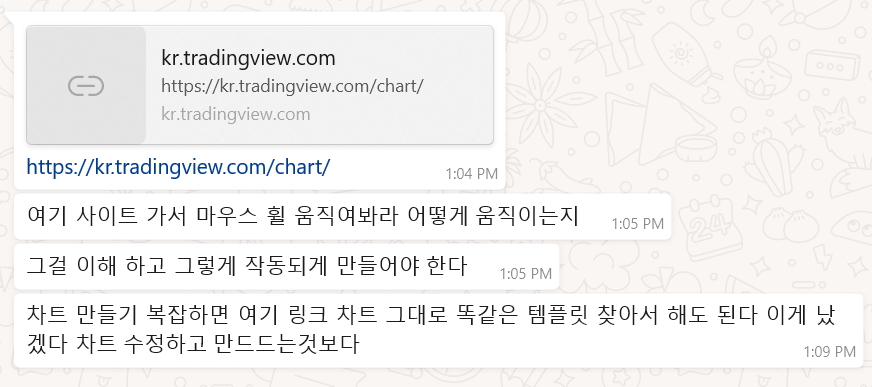 kr.tradingview.com
https://kr.tradingview.com/chart/
kr.tradingview.com
https://kr.tradingview.com/chart/
1:04 PM
여기 사이트 가서 마우스 휠 움직여봐라 어떻게 움직이는지
1:05 PM
그걸 이해 하고 그렇게 작동되게 만들어야 한다
1:05 PM
차트 만들기 복잡하면 여기 링크 차트 그대로 똑같은 템플릿 찾아서 해도 된다 이게 났
겠다 차트 수정하고 만드드는것보다
1:09 PM